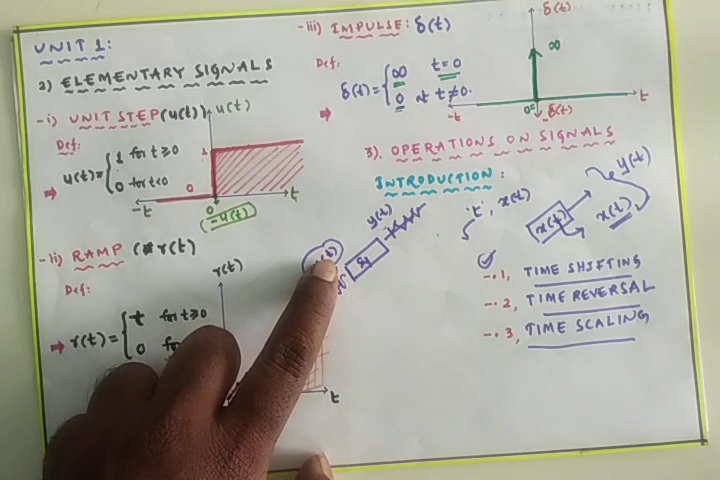 UNIT 1:
2) ELEMENTARY SIGNALS
-i) UNIT STEP (u(t))
u(t)
Def:
u(t)= { 1 for t≥0
0 for t<0
1
0
-t
0
t
-u(t)
-ii) RAMP ( r(t)
Def:
r(t)
r(t)= { t for t≥0
0 for
t
-iii) IMPULSE: δ(t)
Def:
δ(t)= { ∞ t=0
0 at t≠0.
δ(t)
∞
-t
0
t
δ(t)
3). OPERATIONS ON SIGNALS
INTRODUCTION:
't', x(t)
y(t)
Sy
x(t)
y(t)
x(t)
-• 1, TIME SHIFTING
-• 2, TIME REVERSAL
-• 3, TIME SCALING